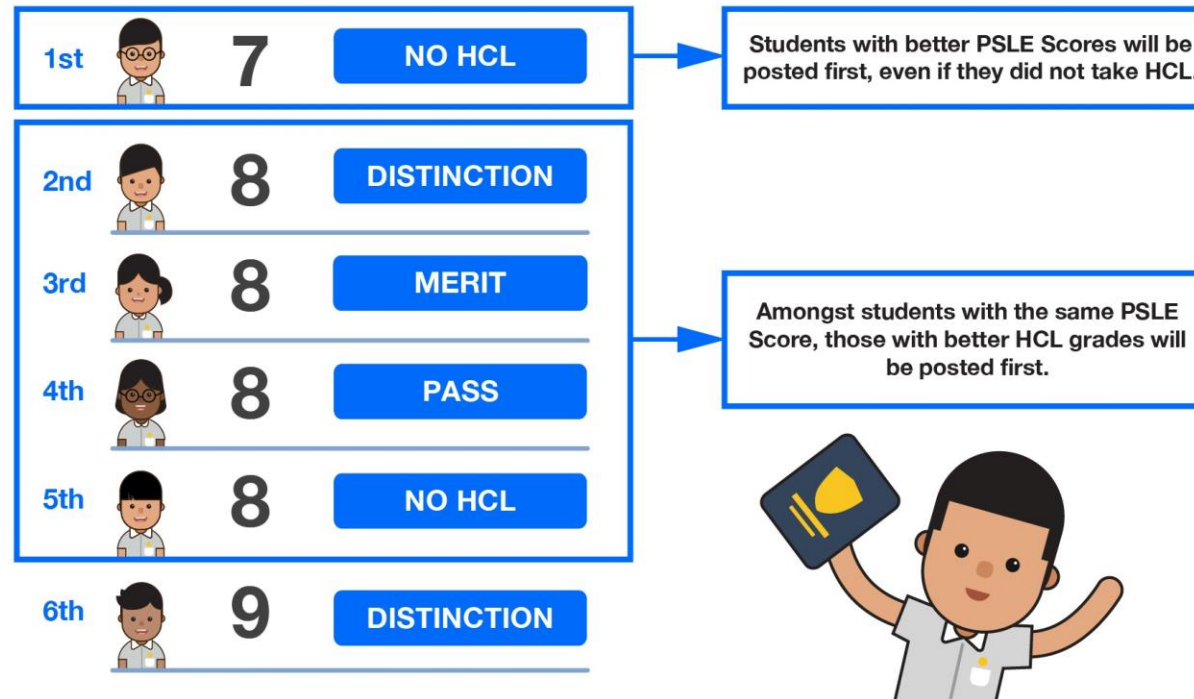 1st 7 NO HCL
Students with better PSLE Scores will be
posted first, even if they did not take HCL.
2nd 8 DISTINCTION
3rd 8 MERIT
4th 8 PASS
5th 8 NO HCL
Amongst students with the same PSLE
Score, those with better HCL grades will
be posted first.
6th 9 DISTINCTION